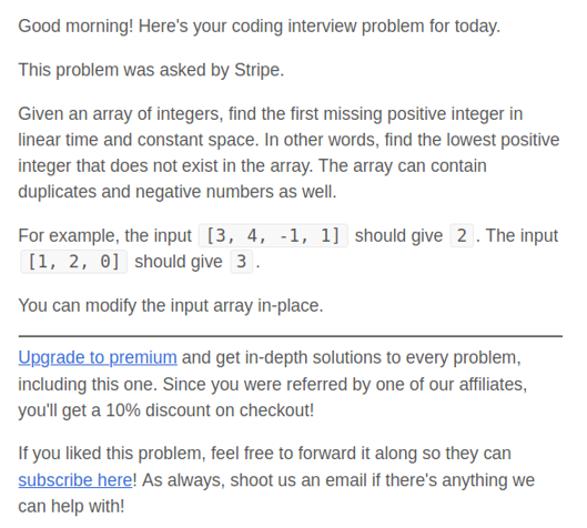 Good morning! Here's your coding interview problem for today.
This problem was asked by Stripe.
Given an array of integers, find the first missing positive integer in
linear time and constant space. In other words, find the lowest positive
integer that does not exist in the array. The array can contain
duplicates and negative numbers as well.
For example, the input [3, 4, -1, 1] should give 2. The input
[1, 2, 0] should give 3.
You can modify the input array in-place.
Upgrade to premium and get in-depth solutions to every problem,
including this one. Since you were referred by one of our affiliates,
you'll get a 10% discount on checkout!
If you liked this problem, feel free to forward it along so they can
subscribe here! As always, shoot us an email if there's anything we
can help with!